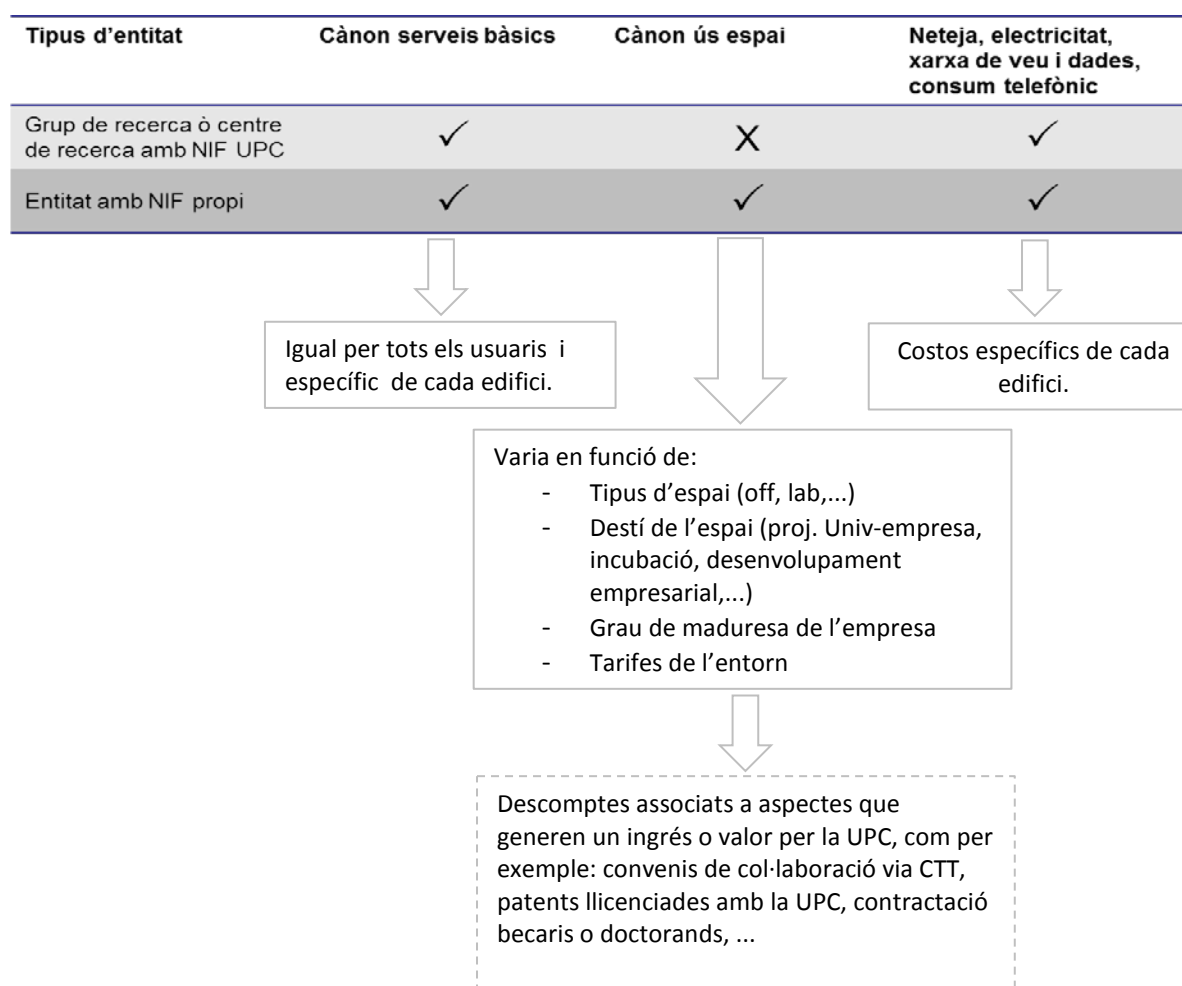 Tipus d’entitat
Cànon serveis bàsics
Cànon ús espai
Neteja, electricitat,
xarxa de veu i dades,
consum telefònic
Grup de recerca ò centre
de recerca amb NIF UPC
✓
X
✓
Entitat amb NIF propi
✓
✓
✓
Igual per tots els usuaris i
específic de cada edifici.
Costos específics de cada
edifici.
Varia en funció de:
- Tipus d’espai (off, lab,...)
- Destí de l’espai (proj. Univ-empresa,
incubació, desenvolupament
empresarial,...)
- Grau de maduresa de l’empresa
- Tarifes de l’entorn
Descomptes associats a aspectes que
generen un ingrés o valor per la UPC, com per
exemple: convenis de col·laboració via CTT,
patents llicenciades amb la UPC, contractació
becaris o doctorands, ...